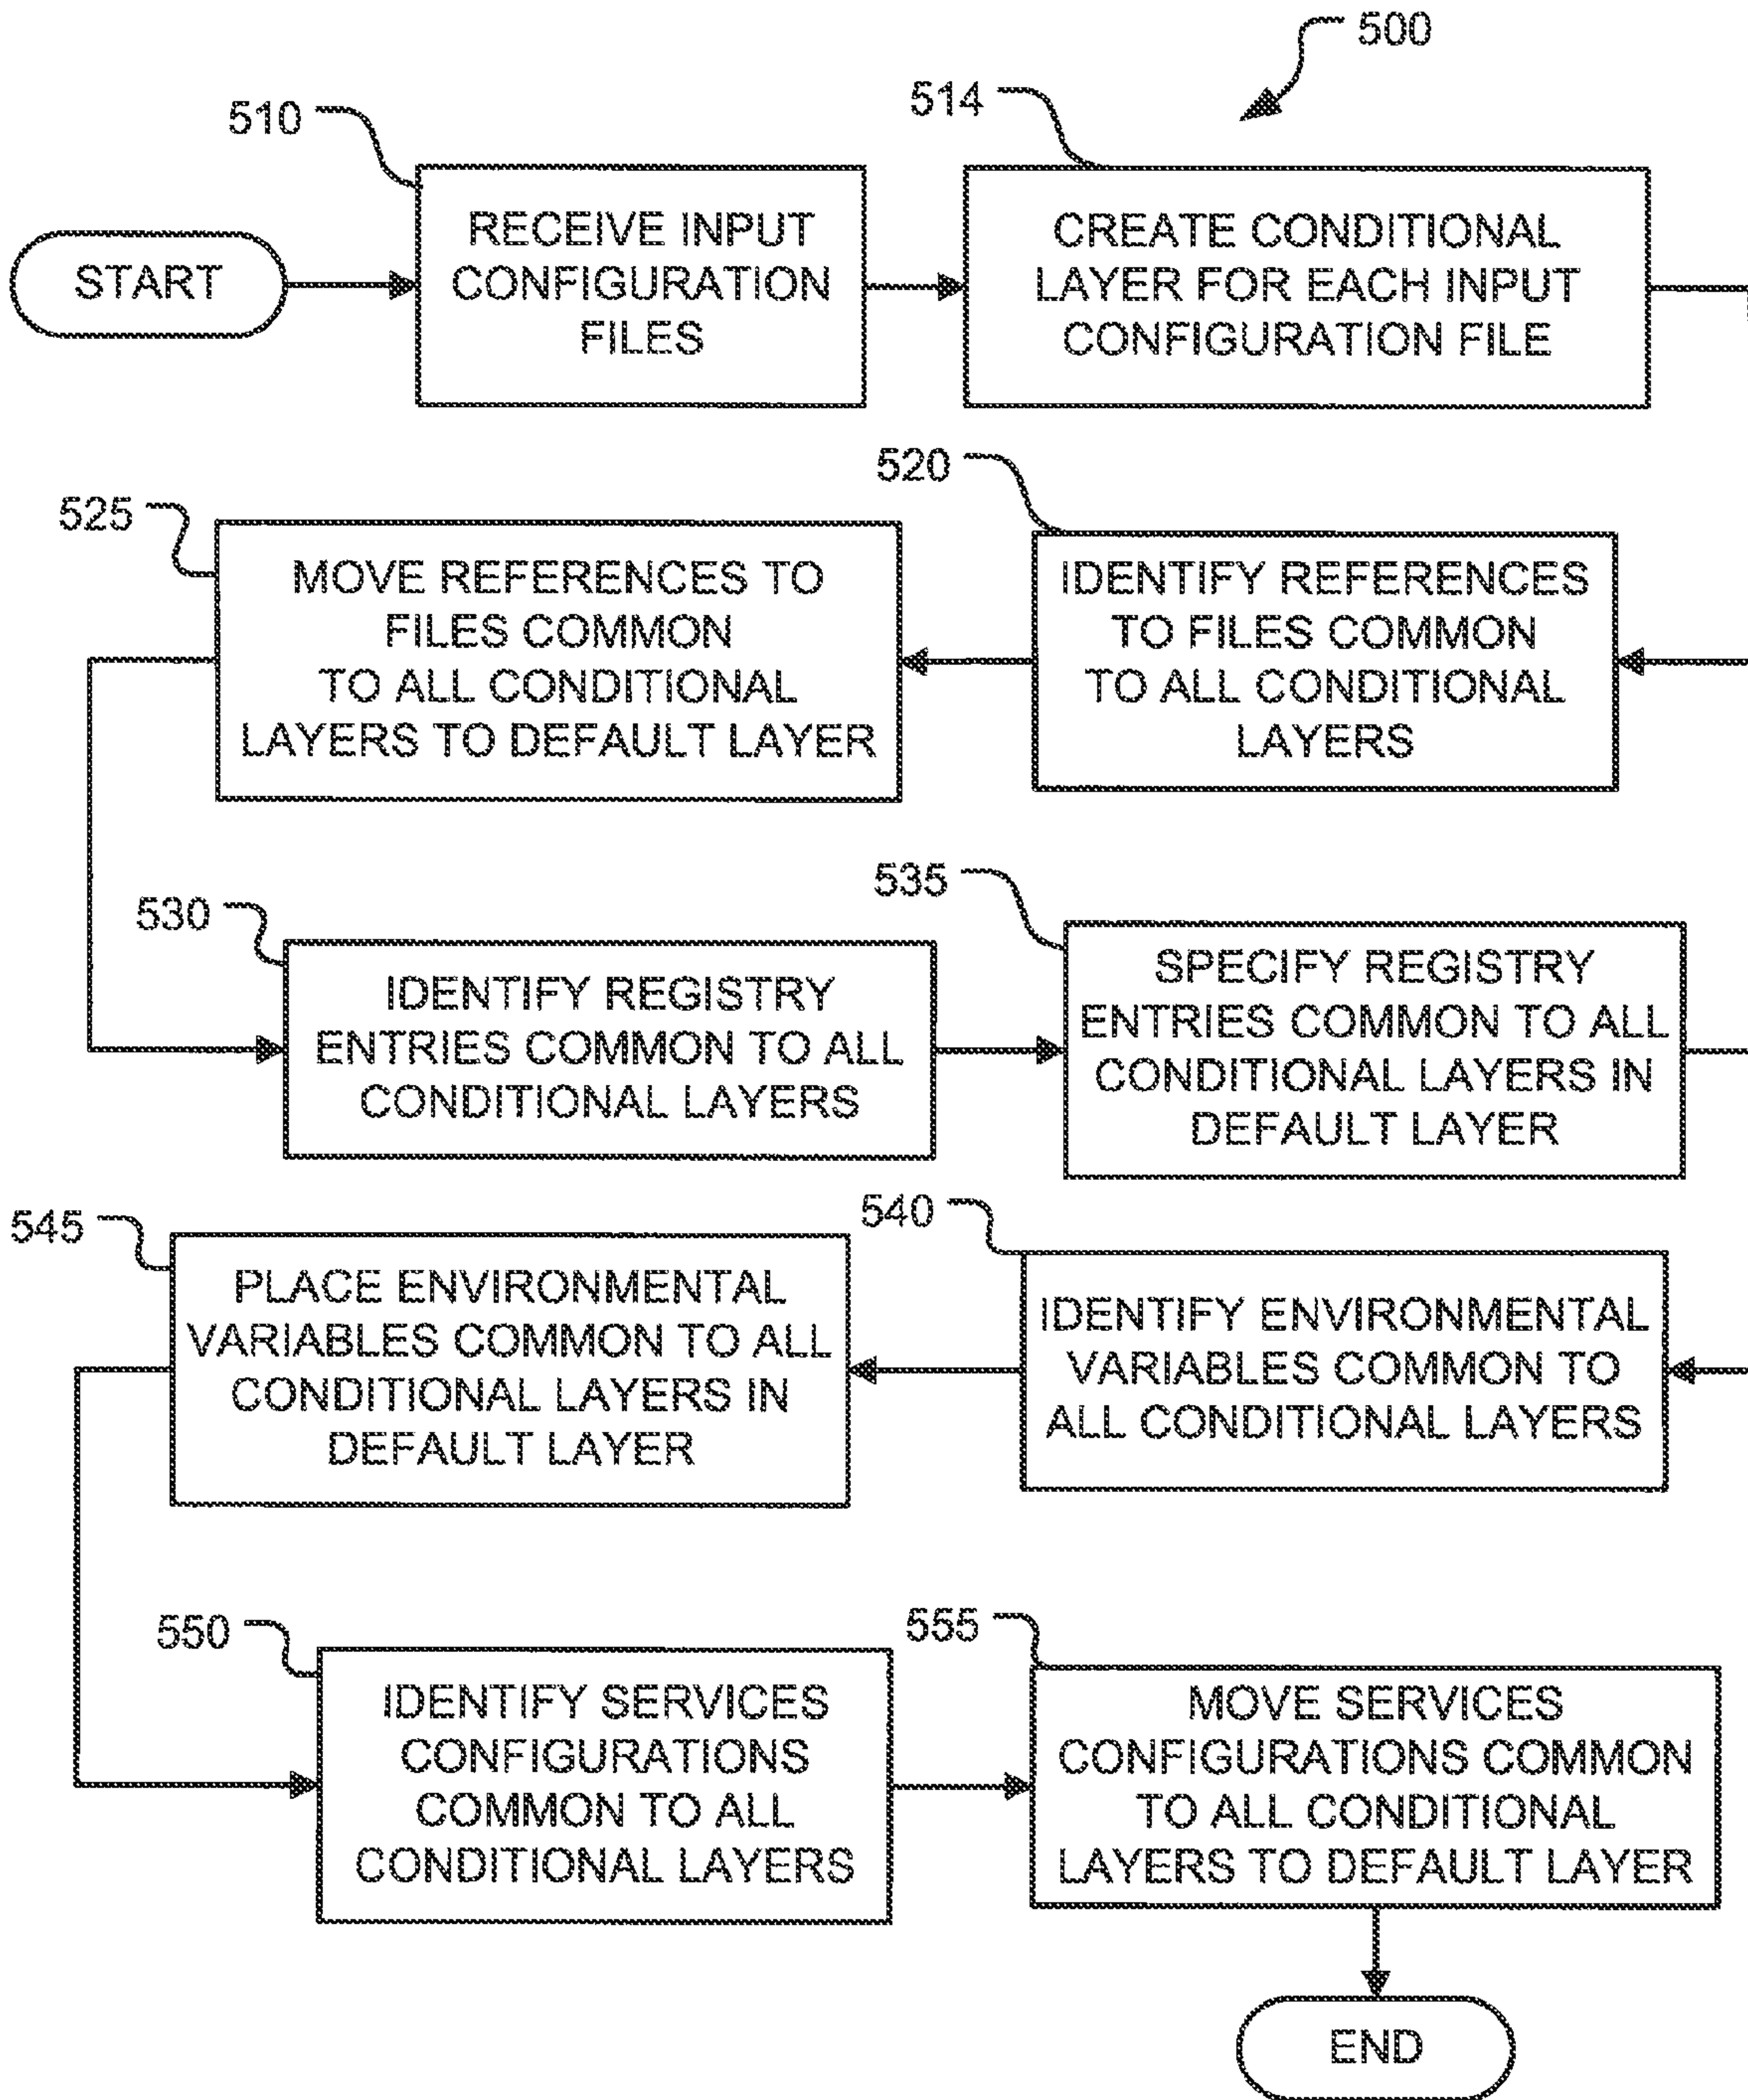 500
510
514
START
RECEIVE INPUT
CONFIGURATION
FILES
CREATE CONDITIONAL
LAYER FOR EACH INPUT
CONFIGURATION FILE
520
IDENTIFY REFERENCES
TO FILES COMMON
TO ALL CONDITIONAL
LAYERS
525
MOVE REFERENCES TO
FILES COMMON
TO ALL CONDITIONAL
LAYERS TO DEFAULT LAYER
530
IDENTIFY REGISTRY
ENTRIES COMMON TO ALL
CONDITIONAL LAYERS
535
SPECIFY REGISTRY
ENTRIES COMMON TO ALL
CONDITIONAL LAYERS IN
DEFAULT LAYER
540
IDENTIFY ENVIRONMENTAL
VARIABLES COMMON TO
ALL CONDITIONAL LAYERS
545
PLACE ENVIRONMENTAL
VARIABLES COMMON TO ALL
CONDITIONAL LAYERS IN
DEFAULT LAYER
550
IDENTIFY SERVICES
CONFIGURATIONS
COMMON TO ALL
CONDITIONAL LAYERS
555
MOVE SERVICES
CONFIGURATIONS COMMON
TO ALL CONDITIONAL
LAYERS TO DEFAULT LAYER
END